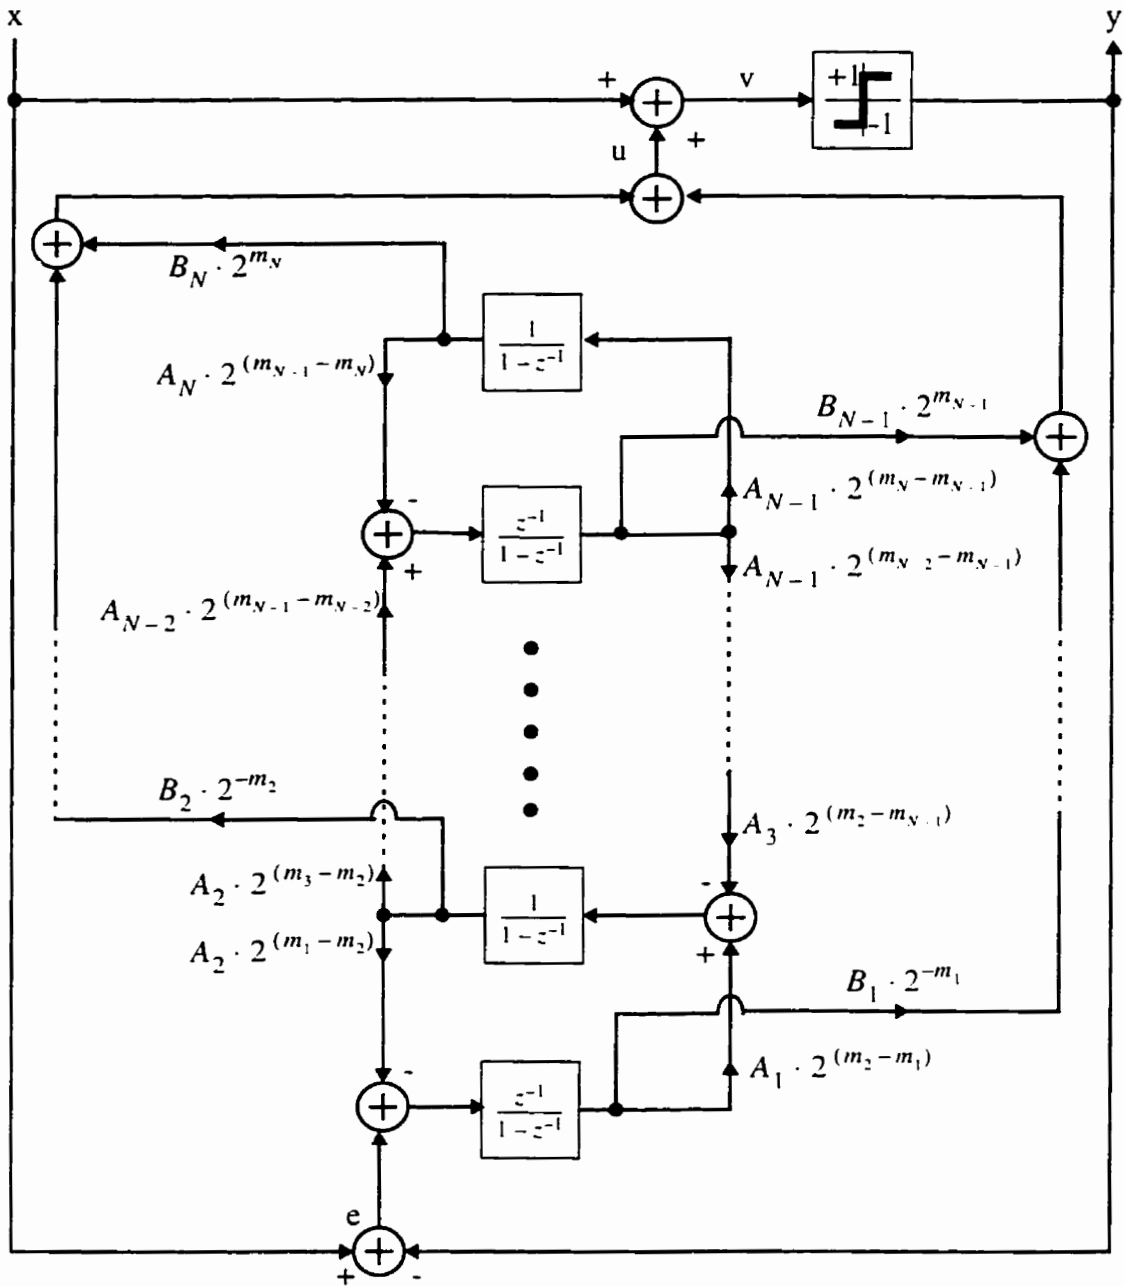 x y
+ v +1
-1
+
u +
+
+
B_N · 2^{m_N}
1
1 − z^{-1}
A_N · 2^{(m_{N-1} − m_N)}
B_{N-1} · 2^{m_{N-1}}
+
-
A_{N-1} · 2^{(m_N − m_{N-1})}
+ z^{-1}
1 − z^{-1}
+
A_{N-1} · 2^{(m_{N-2} − m_{N-1})}
A_{N-2} · 2^{(m_{N-1} − m_{N-2})}
B_2 · 2^{-m_2}
A_3 · 2^{(m_2 − m_{N-1})}
A_2 · 2^{(m_3 − m_2)}
-
1
1 − z^{-1}
+
A_2 · 2^{(m_1 − m_2)}
+
B_1 · 2^{-m_1}
A_1 · 2^{(m_2 − m_1)}
-
+ z^{-1}
1 − z^{-1}
e
+
+ -